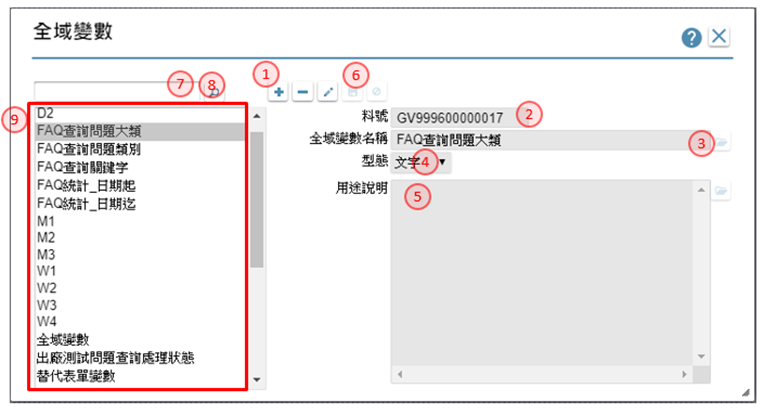 全域變數
?
1
6
7
8
9
D2
FAQ查詢問題大類
FAQ查詢問題類別
FAQ查詢關鍵字
FAQ統計_日期起
FAQ統計_日期迄
M1
M2
M3
W1
W2
W3
W4
全域變數
出廠測試問題查詢處理狀態
替代表單變數
料號 GV999600000017 2
全域變數名稱 FAQ查詢問題大類 3
型態 文字 4
用途說明 5